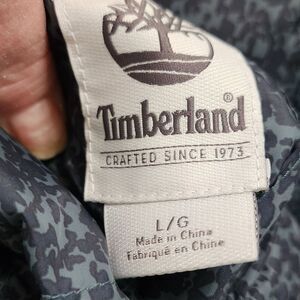 Timberland®
CRAFTED SINCE 1973
L/G
Made in China
Fabriqué en Chine